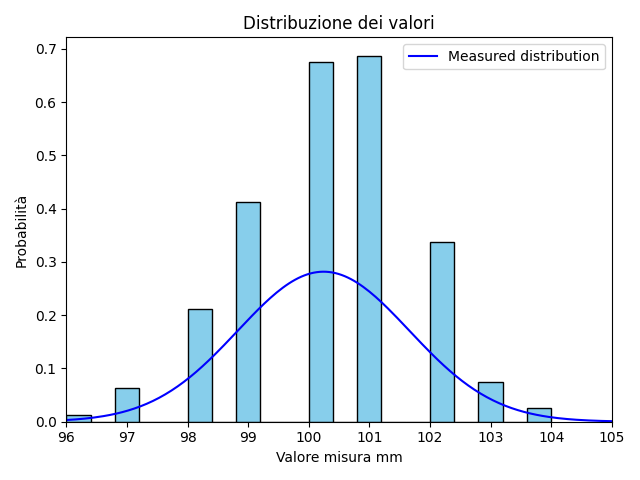 Distribuzione dei valori
Measured distribution
0.7
0.6
0.5
0.4
0.3
0.2
0.1
0.0
Probabilità
96 97 98 99 100 101 102 103 104 105
Valore misura mm